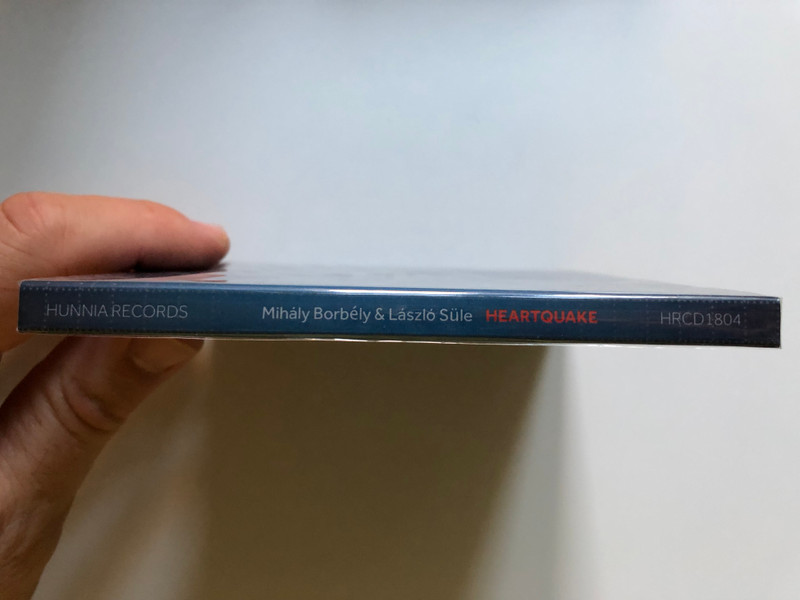 HUNNIA RECORDS Mihály Borbély & László Süle HEARTQUAKE HRCD1804